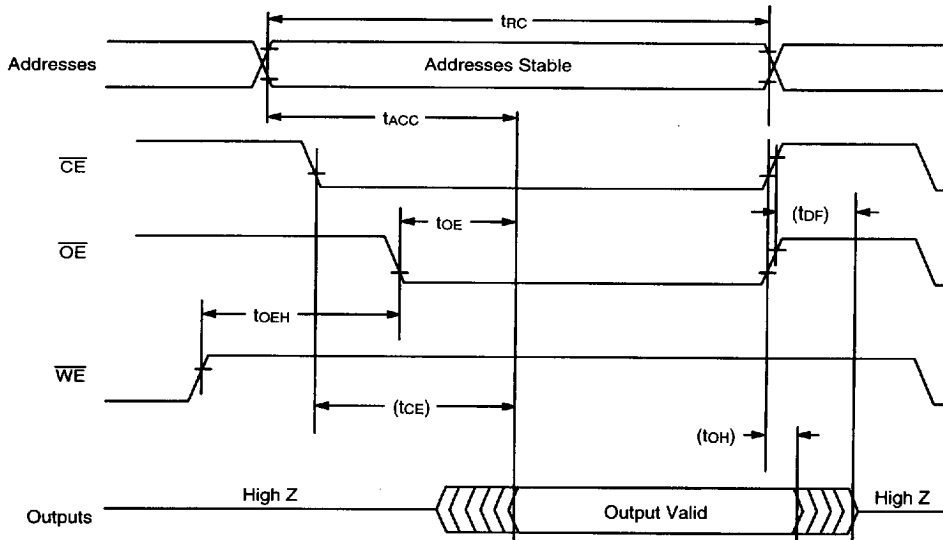 tRC
Addresses
Addresses Stable
tACC
CE
(tDF)
tOE
OE
tOEH
WE
(tCE)
(tOH)
High Z
High Z
Outputs
Output Valid